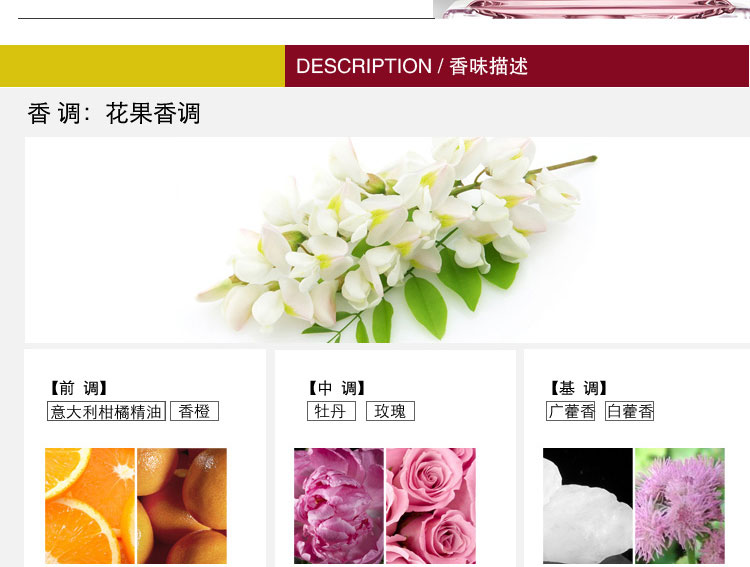 DESCRIPTION / 香味描述
香 调：花果香调
【前 调】
意大利柑橘精油 香橙
【中 调】
牡丹 玫瑰
【基 调】
广藿香 白藿香